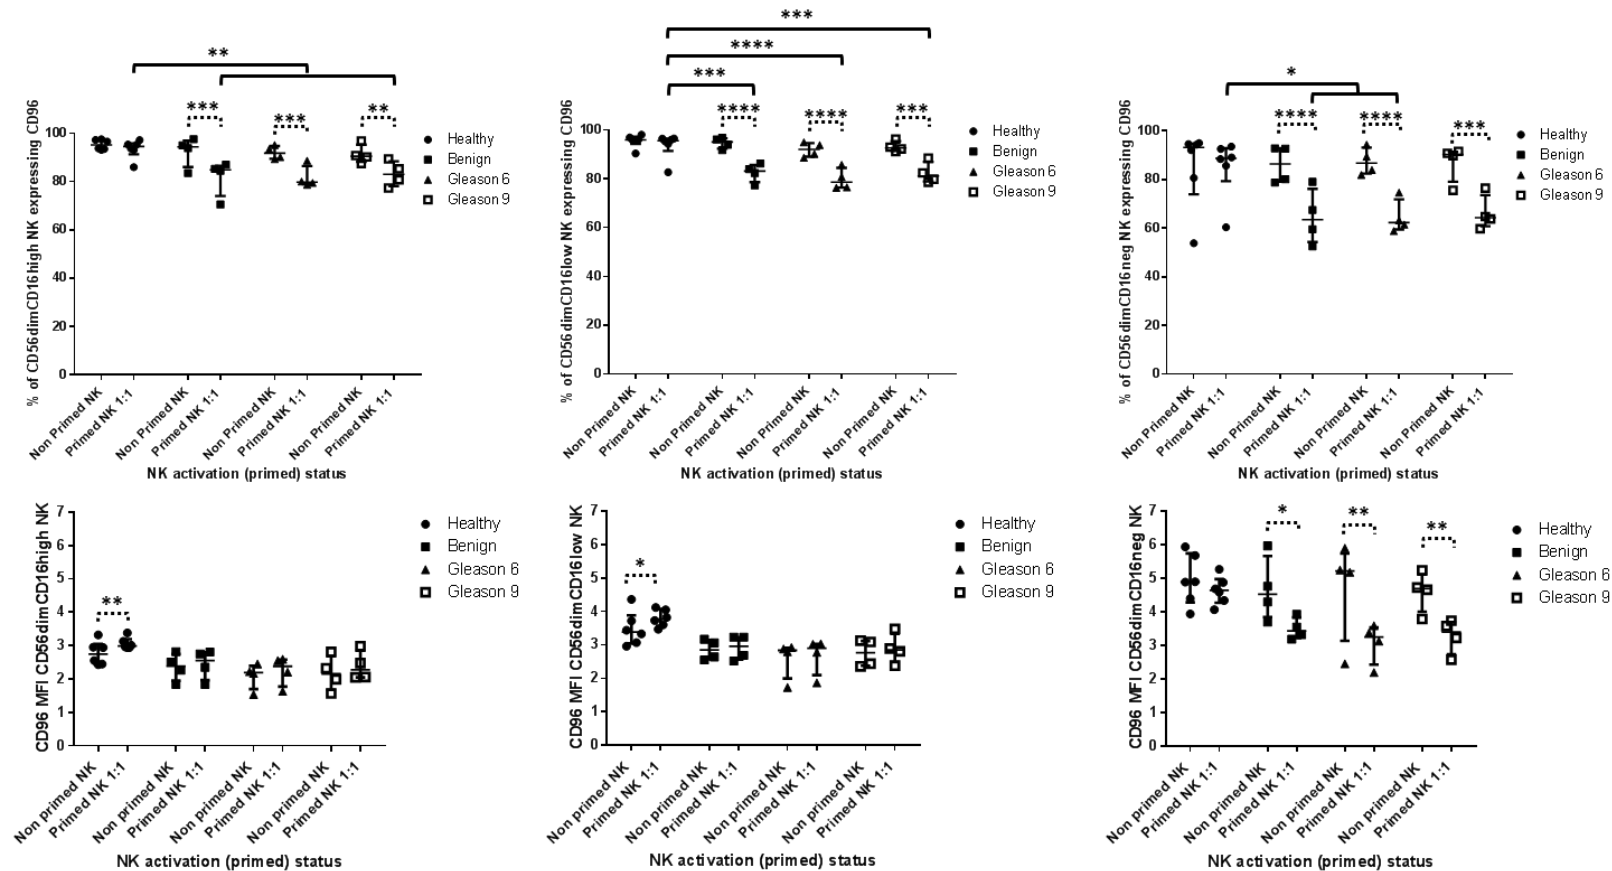 **
*** *** **
% of CD56dimCD16high NK expressing CD96
100
80
60
40
20
0
Non Primed NK
Primed NK 1:1
Non Primed NK
Primed NK 1:1
Non Primed NK
Primed NK 1:1
Non Primed NK
Primed NK 1:1
NK activation (primed) status
Healthy
Benign
Gleason 6
Gleason 9
***
****
***
**** **** ***
% of CD56dimCD16low NK expressing CD96
100
80
60
40
20
0
Non Primed NK
Primed NK 1:1
Non Primed NK
Primed NK 1:1
Non Primed NK
Primed NK 1:1
Non Primed NK
Primed NK 1:1
NK activation (primed) status
Healthy
Benign
Gleason 6
Gleason 9
*
**** **** ***
% of CD56dimCD16neg NK expressing CD96
100
80
60
40
20
0
Non Primed NK
Primed NK 1:1
Non Primed NK
Primed NK 1:1
Non Primed NK
Primed NK 1:1
Non Primed NK
Primed NK 1:1
NK activation (primed) status
Healthy
Benign
Gleason 6
Gleason 9
**
CD96 MFI CD56dimCD16high NK
7
6
5
4
3
2
1
0
Non primed NK
Primed NK 1:1
Non primed NK
Primed NK 1:1
Non primed NK
Primed NK 1:1
Non primed NK
Primed NK 1:1
NK activation (primed) status
Healthy
Benign
Gleason 6
Gleason 9
*
CD96 MFI CD56dimCD16low NK
7
6
5
4
3
2
1
0
Non primed NK
Primed NK 1:1
Non primed NK
Primed NK 1:1
Non primed NK
Primed NK 1:1
Non primed NK
Primed NK 1:1
NK activation (primed) status
Healthy
Benign
Gleason 6
Gleason 9
* ** **
CD96 MFI CD56dimCD16neg NK
7
6
5
4
3
2
1
0
Non primed NK
Primed NK 1:1
Non primed NK
Primed NK 1:1
Non primed NK
Primed NK 1:1
Non primed NK
Primed NK 1:1
NK activation (primed) status
Healthy
Benign
Gleason 6
Gleason 9